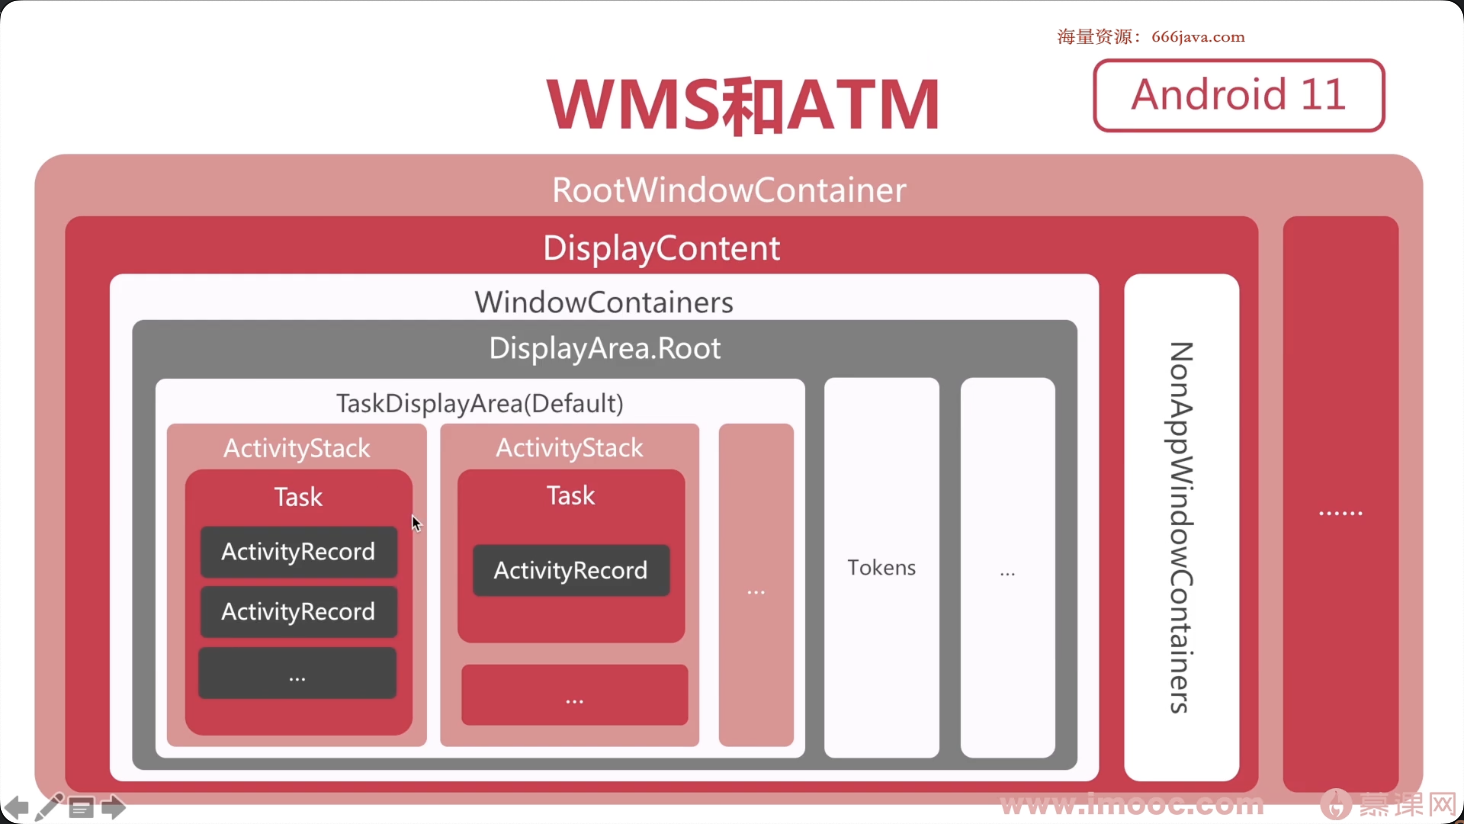 海量资源：666java.com
WMS和ATM
Android 11
RootWindowContainer
DisplayContent
WindowContainers
DisplayArea.Root
TaskDisplayArea(Default)
ActivityStack
Task
ActivityRecord
ActivityRecord
...
ActivityStack
Task
ActivityRecord
...
...
Tokens
...
NonAppWindowContainers
......
www.imooc.com
慕课网